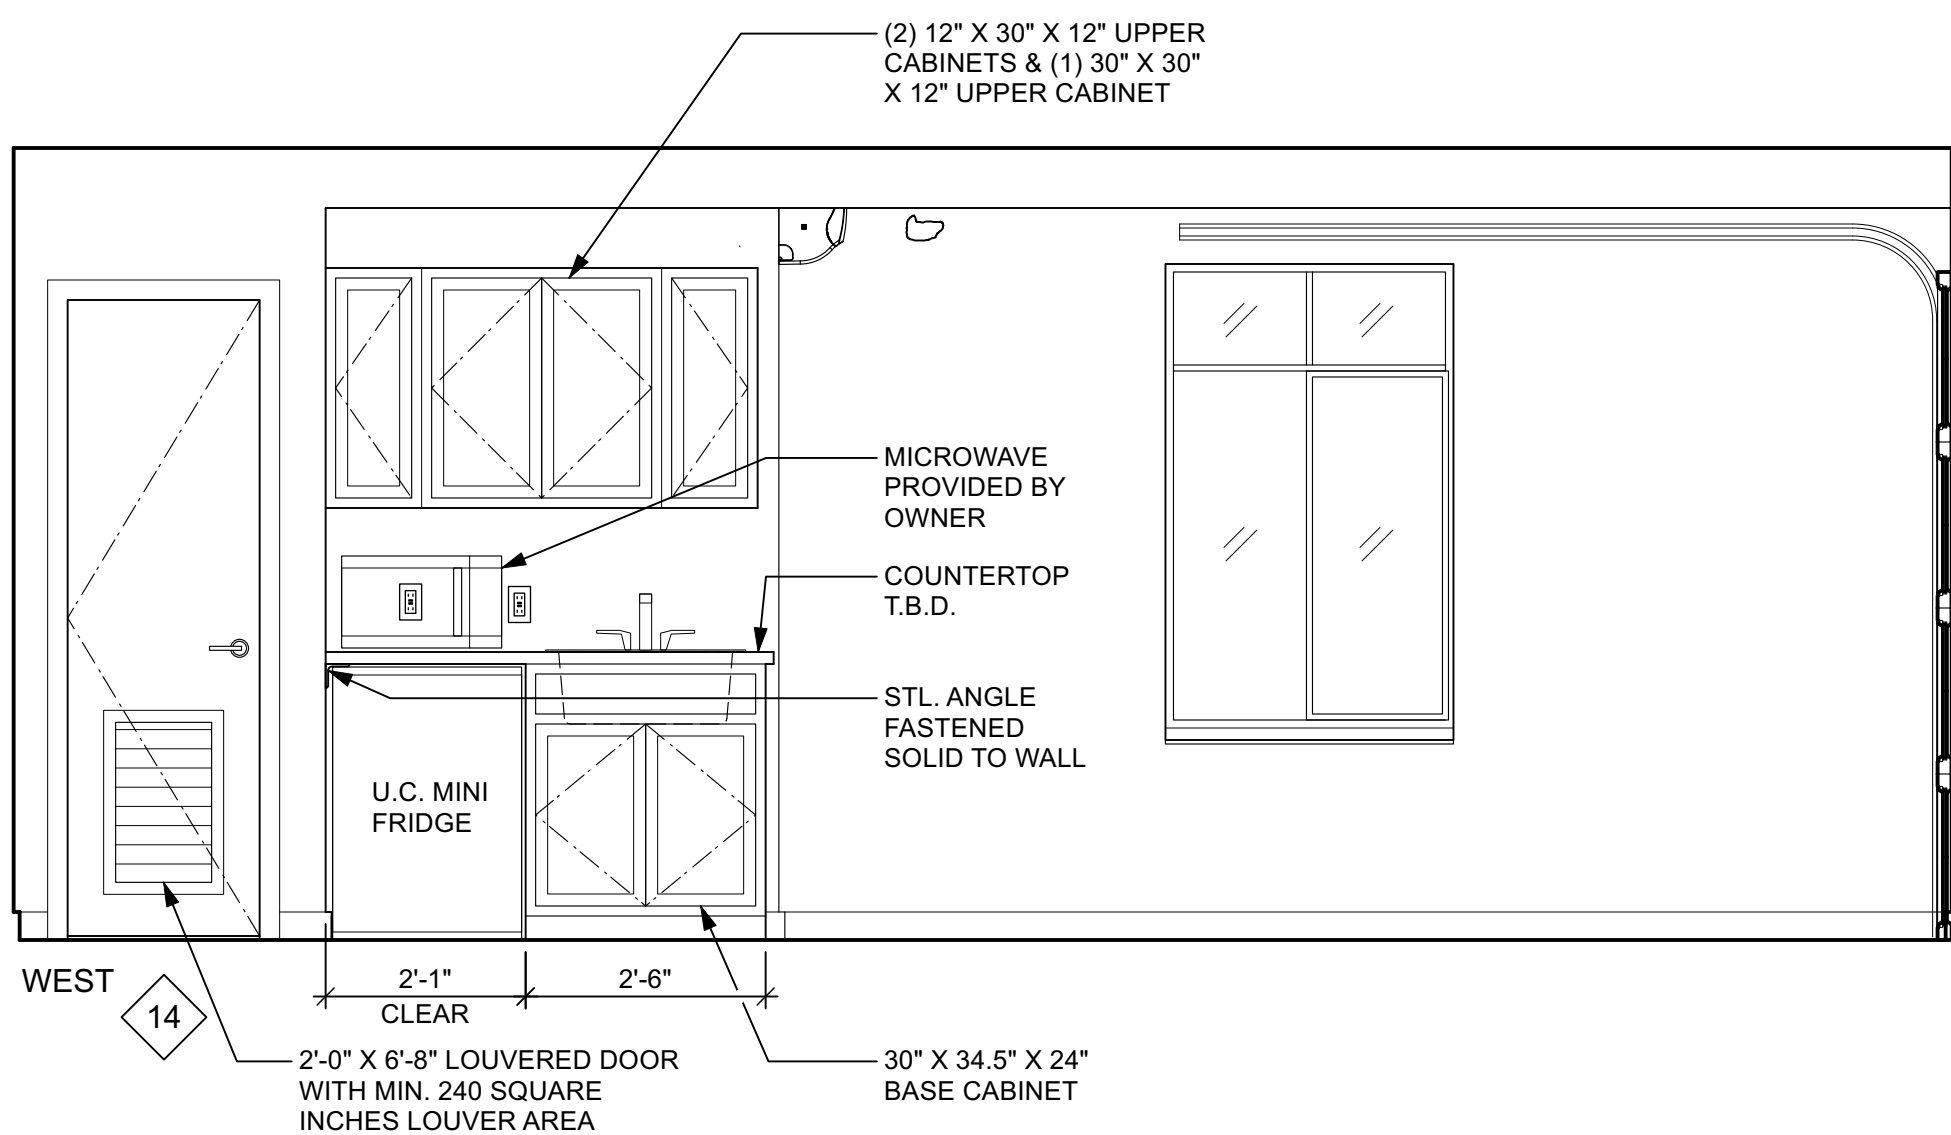 (2) 12" X 30" X 12" UPPER
CABINETS & (1) 30" X 30"
X 12" UPPER CABINET
MICROWAVE
PROVIDED BY
OWNER
COUNTERTOP
T.B.D.
STL. ANGLE
FASTENED
SOLID TO WALL
U.C. MINI
FRIDGE
WEST
14
2'-1"
CLEAR
2'-6"
2'-0" X 6'-8" LOUVERED DOOR
WITH MIN. 240 SQUARE
INCHES LOUVER AREA
30" X 34.5" X 24"
BASE CABINET